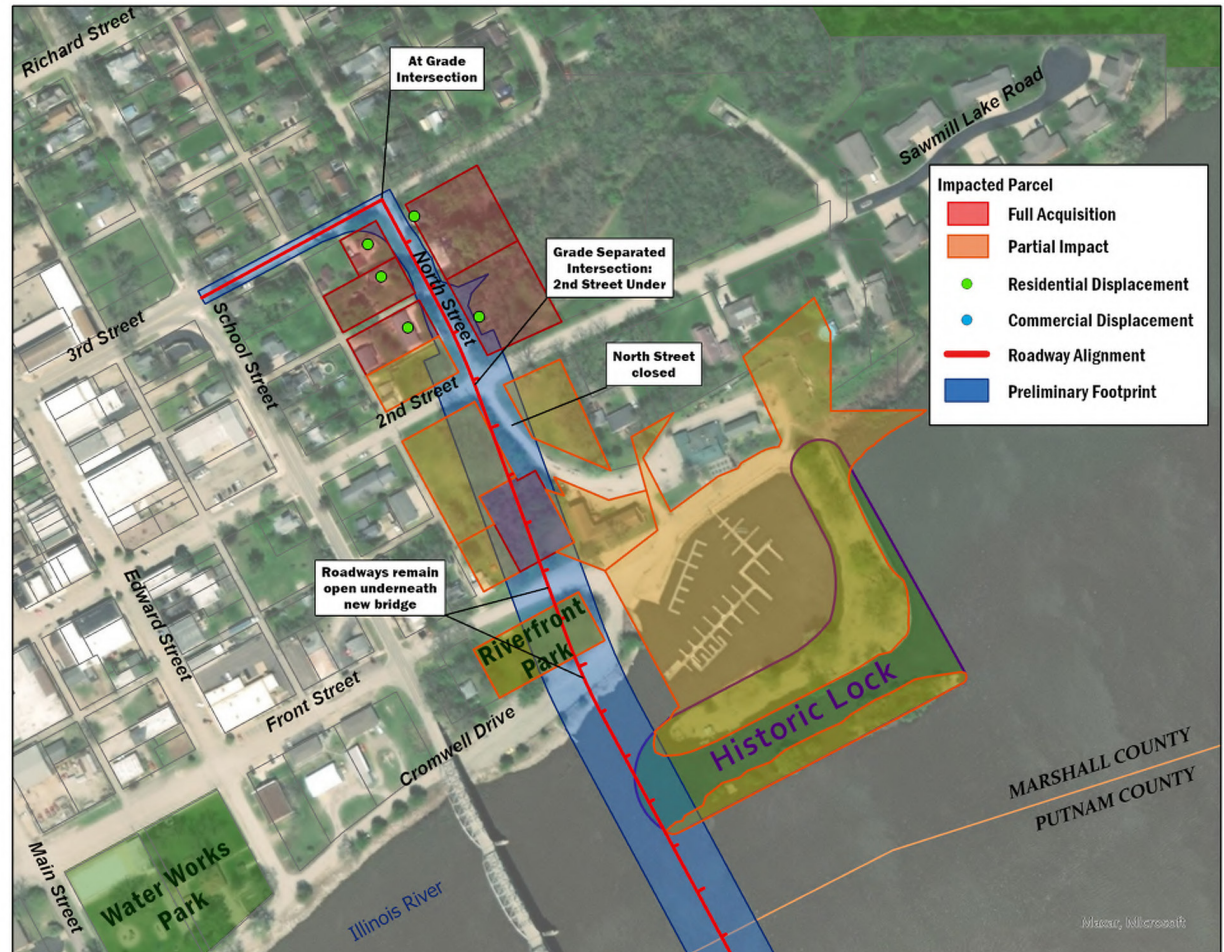 Richard Street
At Grade
Intersection
Sawmill Lake Road
Impacted Parcel
Full Acquisition
Partial Impact
Residential Displacement
Commercial Displacement
Roadway Alignment
Preliminary Footprint
Grade Separated
Intersection:
2nd Street Under
North Street
3rd Street
School Street
North Street
closed
2nd Street
Roadways remain
open underneath
new bridge
Edward Street
Riverfront
Park
Front Street
Cromwell Drive
Historic Lock
MARSHALL COUNTY
PUTNAM COUNTY
Main Street
Water Works
Park
Illinois River
Maxar, Microsoft